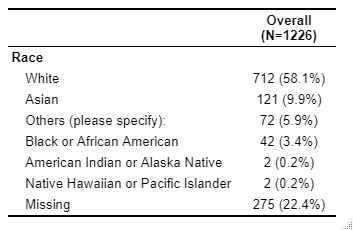 Overall
(N=1226)
Race
White 712 (58.1%)
Asian 121 (9.9%)
Others (please specify): 72 (5.9%)
Black or African American 42 (3.4%)
American Indian or Alaska Native 2 (0.2%)
Native Hawaiian or Pacific Islander 2 (0.2%)
Missing 275 (22.4%)